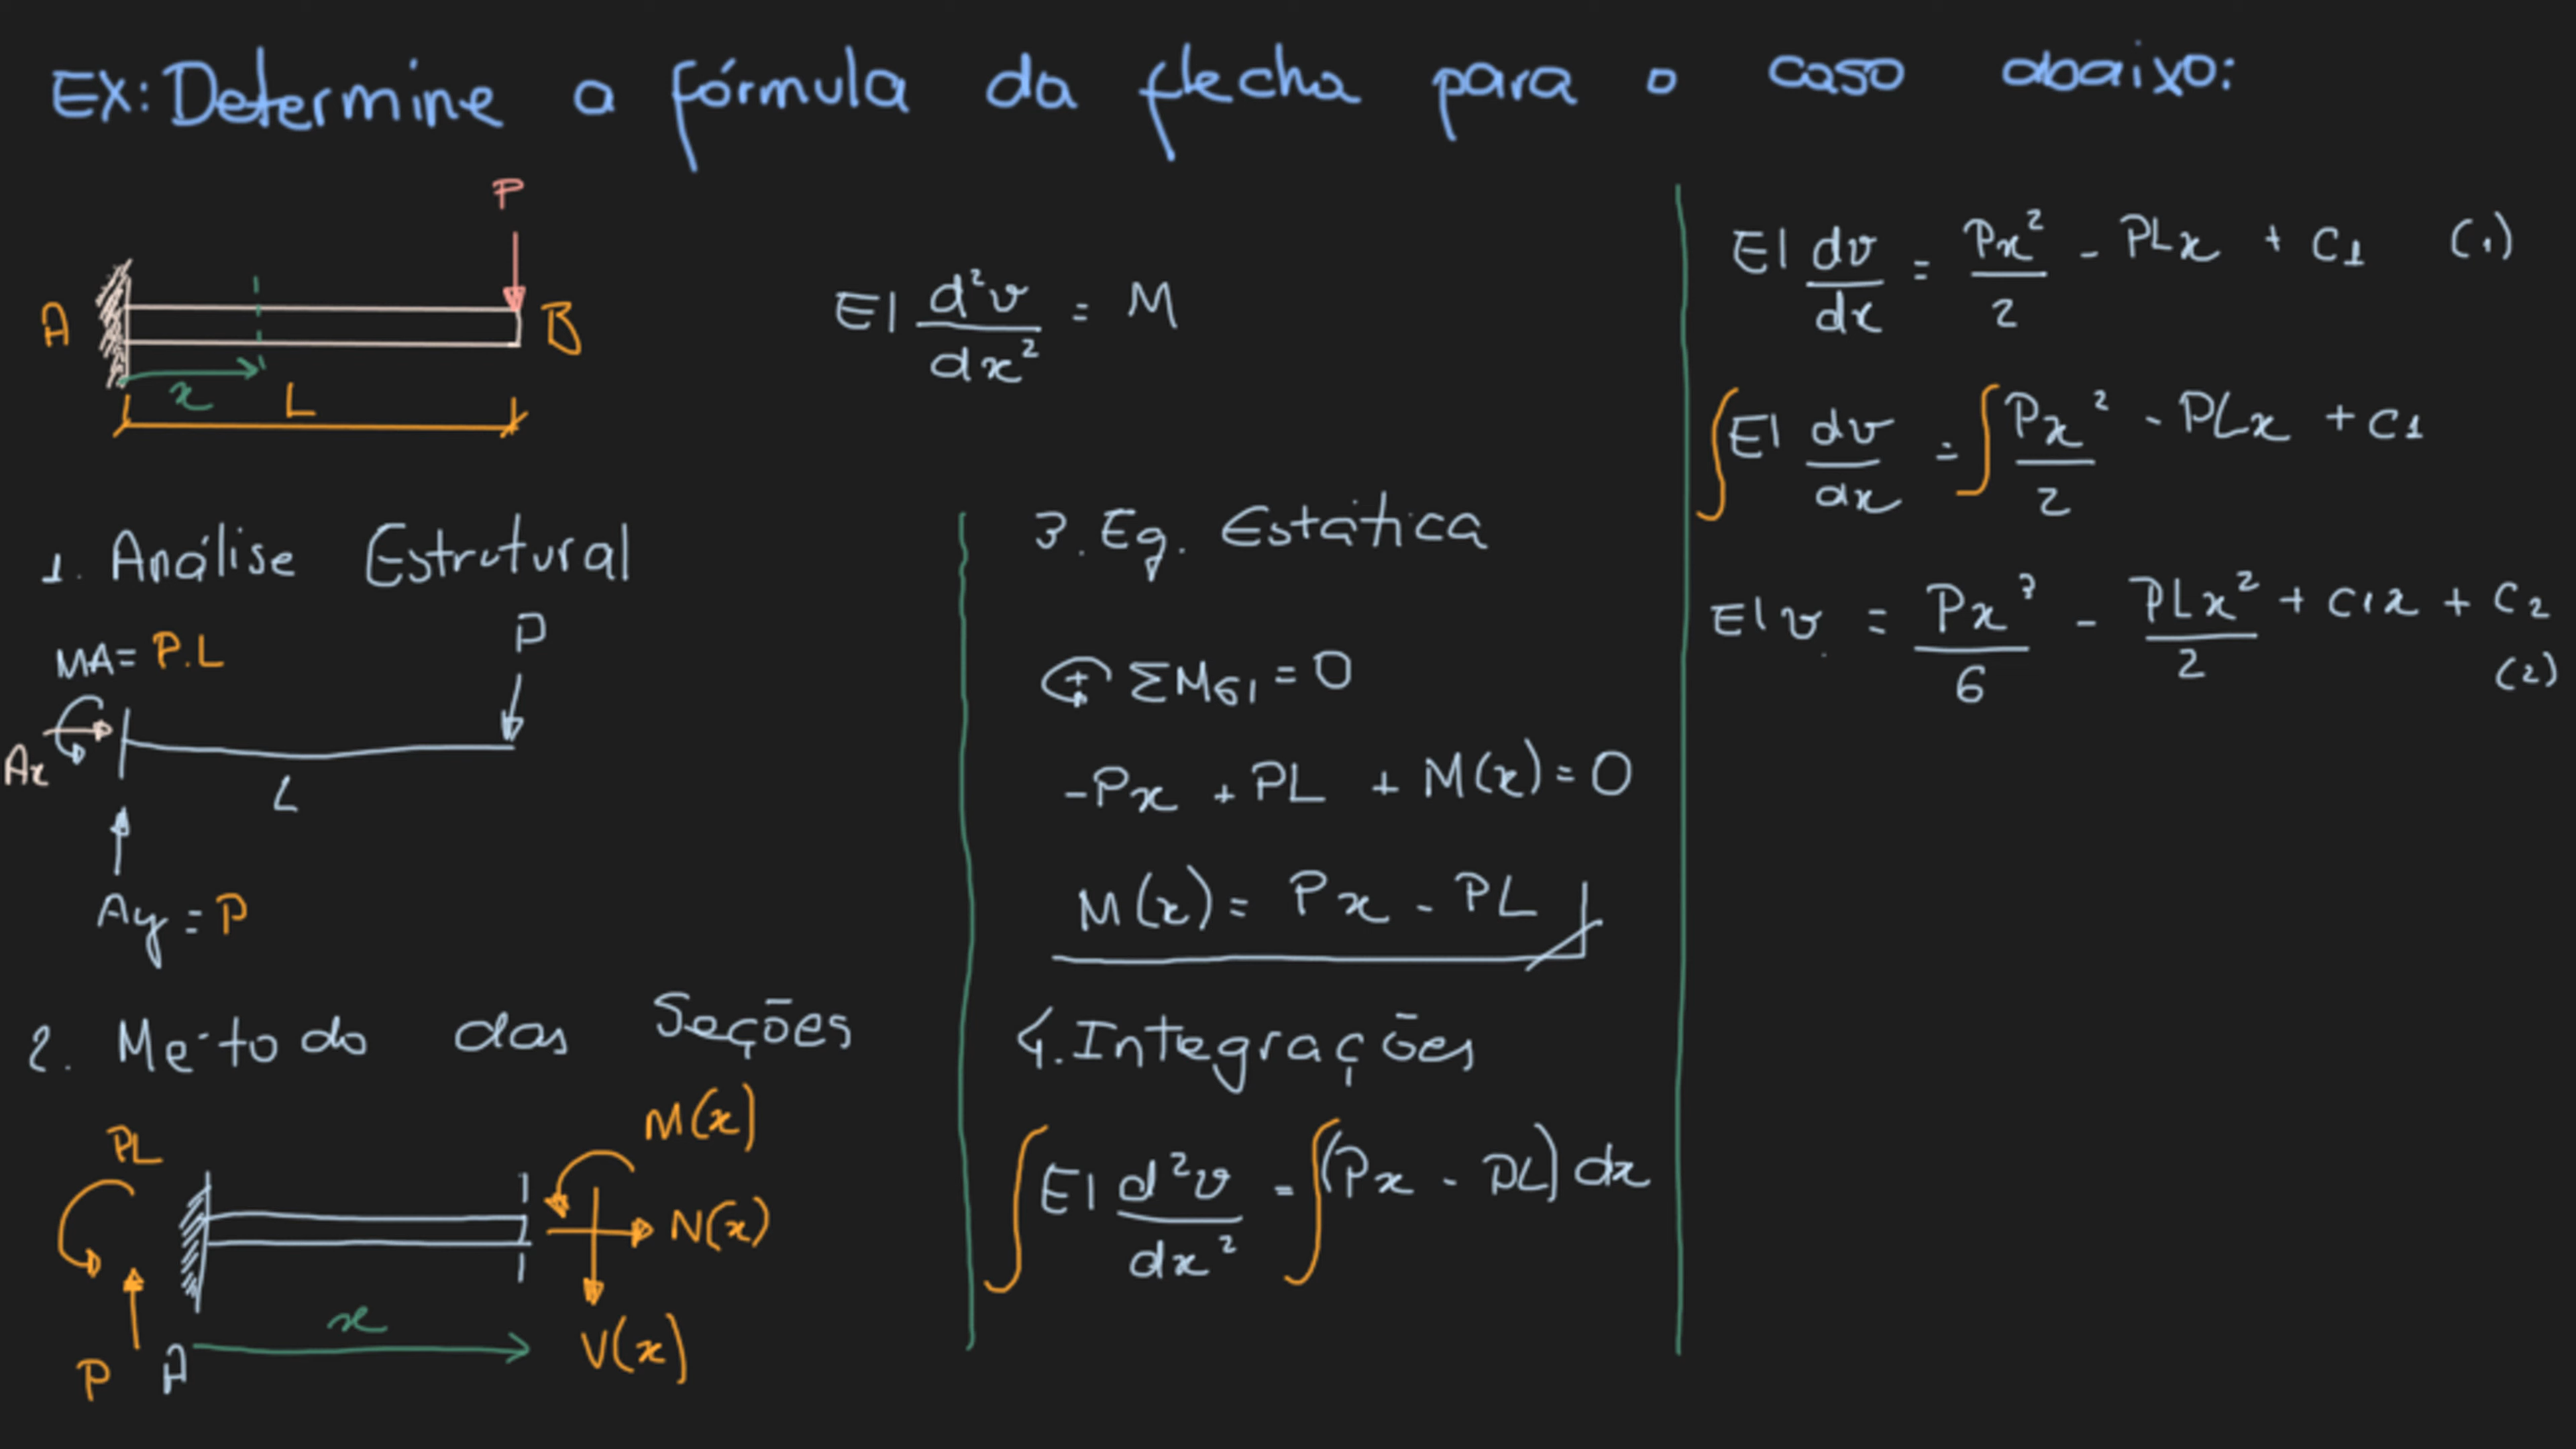 EX: Determine a fórmula da flecha para o caso abaixo:
P
A
B
x
L
EI d²v/dx² = M
1. Análise Estrutural
MA= P.L
P
Ax
L
Ay = P
2. Metodo das Seções
PL
M(x)
N(x)
V(x)
x
P
A
3. Eq. Estática
+ ΣM61 = 0
-Px + PL + M(x) = 0
M(x) = Px - PL
4. Integrações
∫EI d²v/dx² = ∫(Px - PL) dx
EI dv/dx = Px²/2 - PLx + C1 (1)
∫EI dv/dx = ∫Px²/2 - PLx + C1
EIv = Px³/6 - PLx²/2 + C1x + C2
(2)